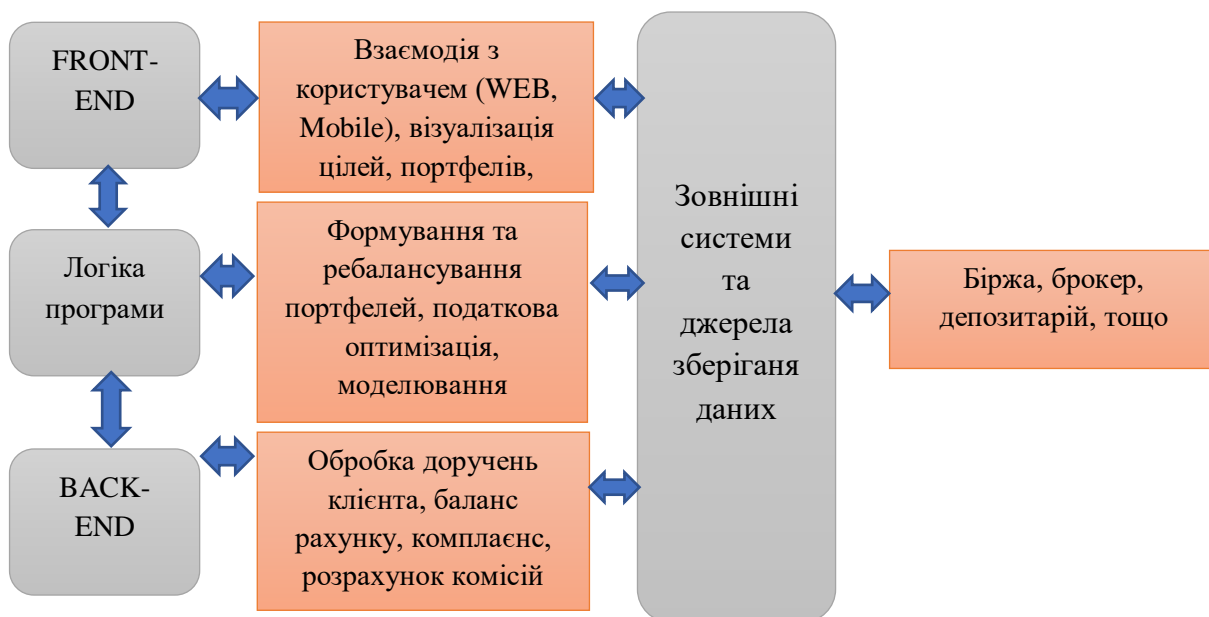 FRONT-
END
Взаємодія з
користувачем (WEB,
Mobile), візуалізація
цілей, портфелів,
Логіка
програми
Формування та
ребалансування
портфелей, податкова
оптимізація,
моделювання
BACK-
END
Обробка доручень
клієнта, баланс
рахунку, комплаєнс,
розрахунок комісій
Зовнішні
системи
та
джерела
зберіганя
даних
Біржа, брокер,
депозитарій, тощо